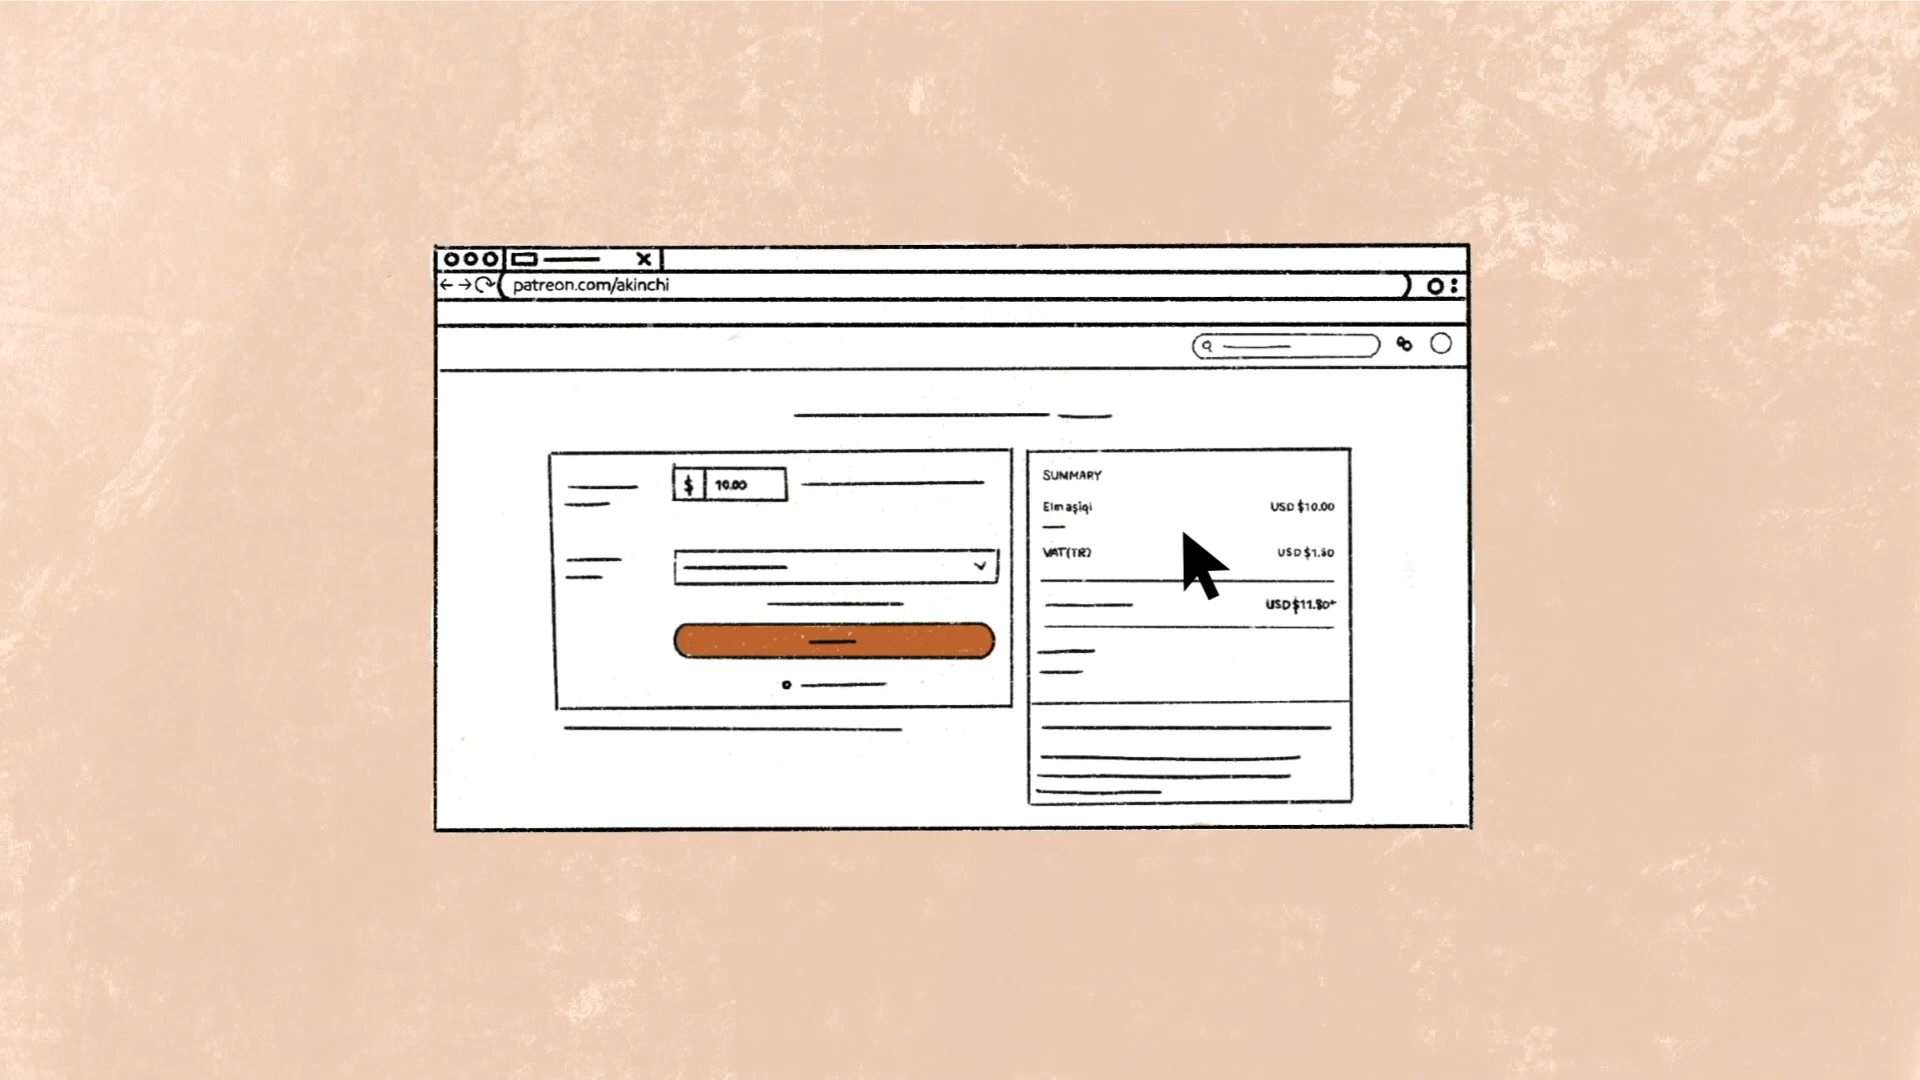 patreon.com/akinchi
$ 10.00
SUMMARY
Elm aşiqi USD $10.00
VAT(TR) USD $1.80
USD $11.80*